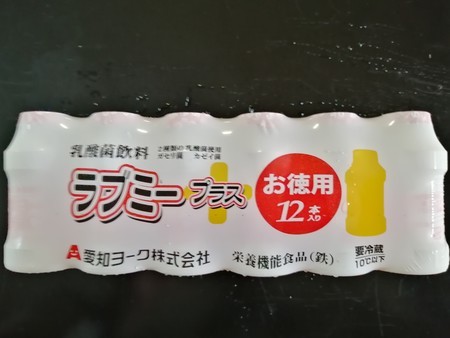 乳酸菌飲料
2種類の乳酸菌使用
ガセリ菌 カゼイ菌
ラブミー
プラス
お徳用
12本入り
愛知ヨーク株式会社
栄養機能食品(鉄)
要冷蔵
10℃以下